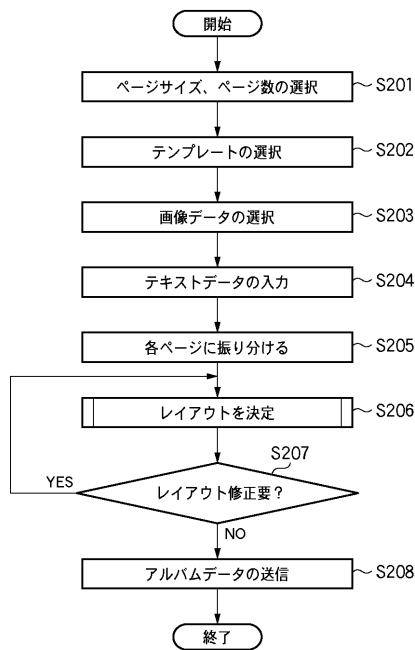 開始
ページサイズ、ページ数の選択
S201
テンプレートの選択
S202
画像データの選択
S203
テキストデータの入力
S204
各ページに振り分ける
S205
レイアウトを決定
S206
S207
レイアウト修正要？
YES
NO
アルバムデータの送信
S208
終了